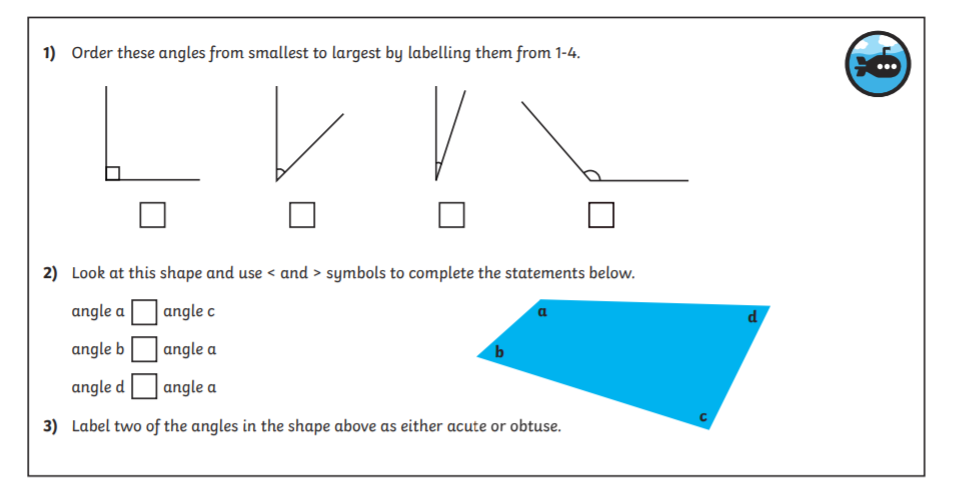 1) Order these angles from smallest to largest by labelling them from 1-4.
2) Look at this shape and use < and > symbols to complete the statements below.
angle a angle c
angle b angle a
angle d angle a
a
d
b
c
3) Label two of the angles in the shape above as either acute or obtuse.